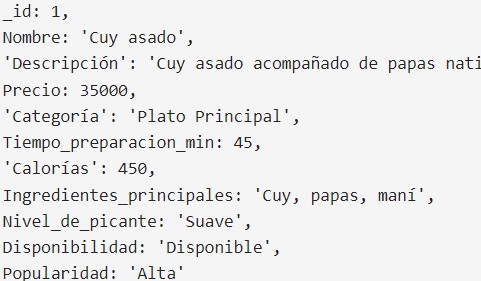 _id: 1,
Nombre: 'Cuy asado',
'Descripción': 'Cuy asado acompañado de papas nati
Precio: 35000,
'Categoría': 'Plato Principal',
Tiempo_preparacion_min: 45,
'Calorías': 450,
Ingredientes_principales: 'Cuy, papas, maní',
Nivel_de_picante: 'Suave',
Disponibilidad: 'Disponible',
Popularidad: 'Alta'